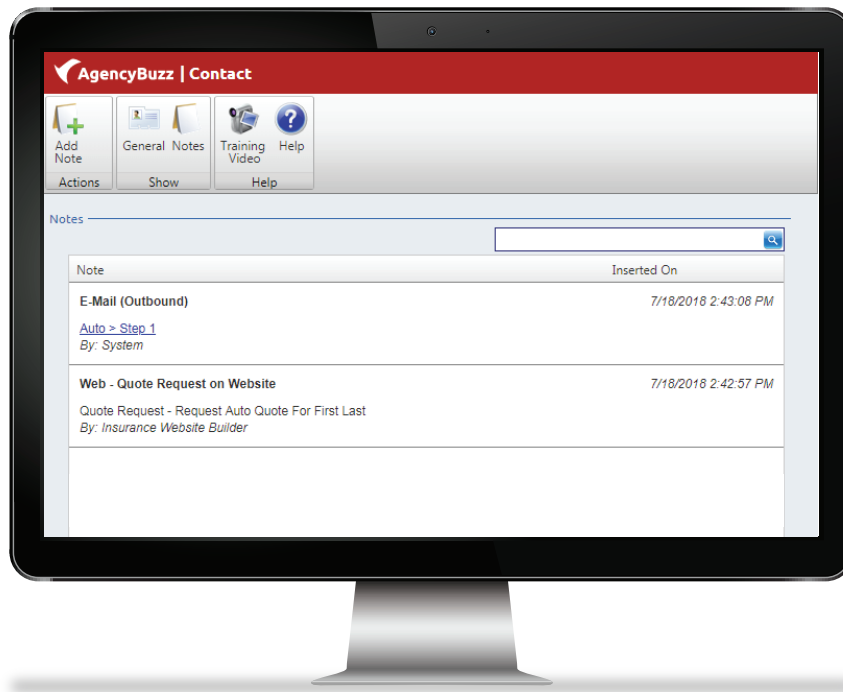 AgencyBuzz | Contact
Add Note
General Notes
Training Video
Help
Actions
Show
Help
Notes
Note
Inserted On
E-Mail (Outbound)
7/18/2018 2:43:08 PM
Auto > Step 1
By: System
Web - Quote Request on Website
7/18/2018 2:42:57 PM
Quote Request - Request Auto Quote For First Last
By: Insurance Website Builder